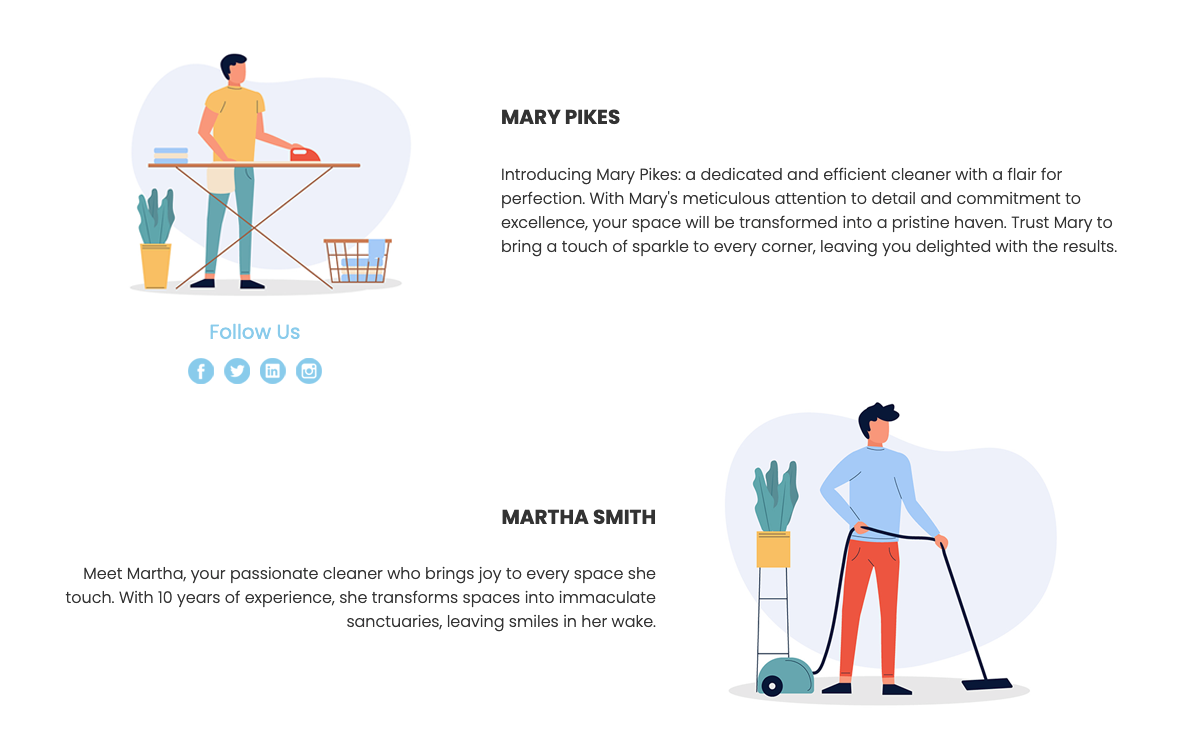 MARY PIKES
Introducing Mary Pikes: a dedicated and efficient cleaner with a flair for
perfection. With Mary's meticulous attention to detail and commitment to
excellence, your space will be transformed into a pristine haven. Trust Mary to
bring a touch of sparkle to every corner, leaving you delighted with the results.
Follow Us
MARTHA SMITH
Meet Martha, your passionate cleaner who brings joy to every space she
touch. With 10 years of experience, she transforms spaces into immaculate
sanctuaries, leaving smiles in her wake.